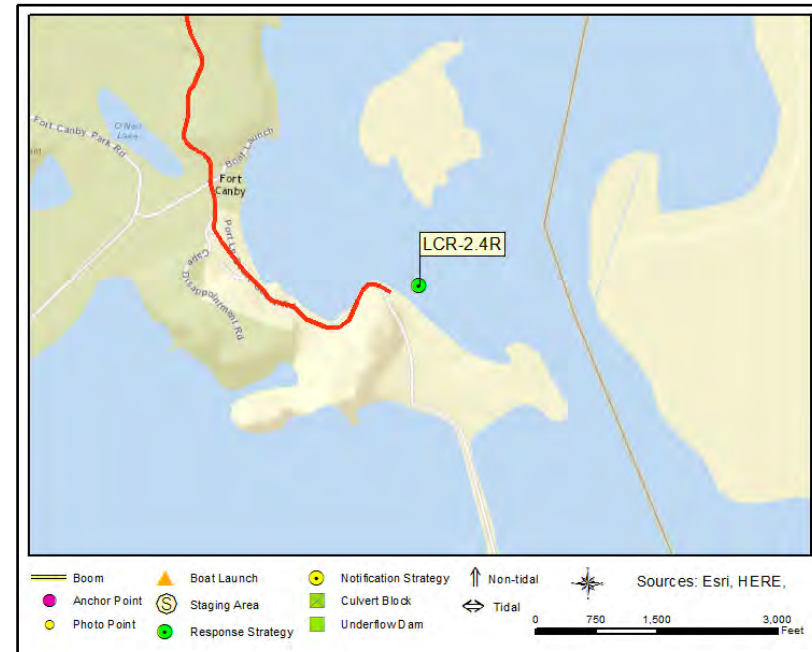 O'Neil
Lake
Fort Canby Park Rd
Boat Launch
Fort
Canby
LCR-2.4R
Cape
Disappointment Rd
Boom
Anchor Point
Photo Point
Boat Launch
S
Staging Area
Response Strategy
Notification Strategy
Culvert Block
Underflow Dam
Non-tidal
Tidal
Sources: Esri, HERE,
0 750 1,500 3,000
Feet